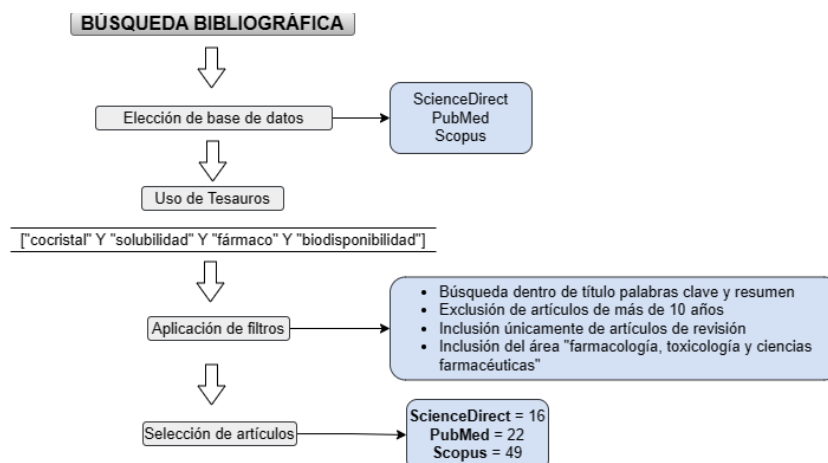 BÚSQUEDA BIBLIOGRÁFICA
Elección de base de datos
ScienceDirect
PubMed
Scopus
Uso de Tesauros
["cocristal" Y "solubilidad" Y "fármaco" Y "biodisponibilidad"]
Aplicación de filtros
• Búsqueda dentro de título palabras clave y resumen
• Exclusión de artículos de más de 10 años
• Inclusión únicamente de artículos de revisión
• Inclusión del área "farmacología, toxicología y ciencias
farmacéuticas"
Selección de artículos
ScienceDirect = 16
PubMed = 22
Scopus = 49